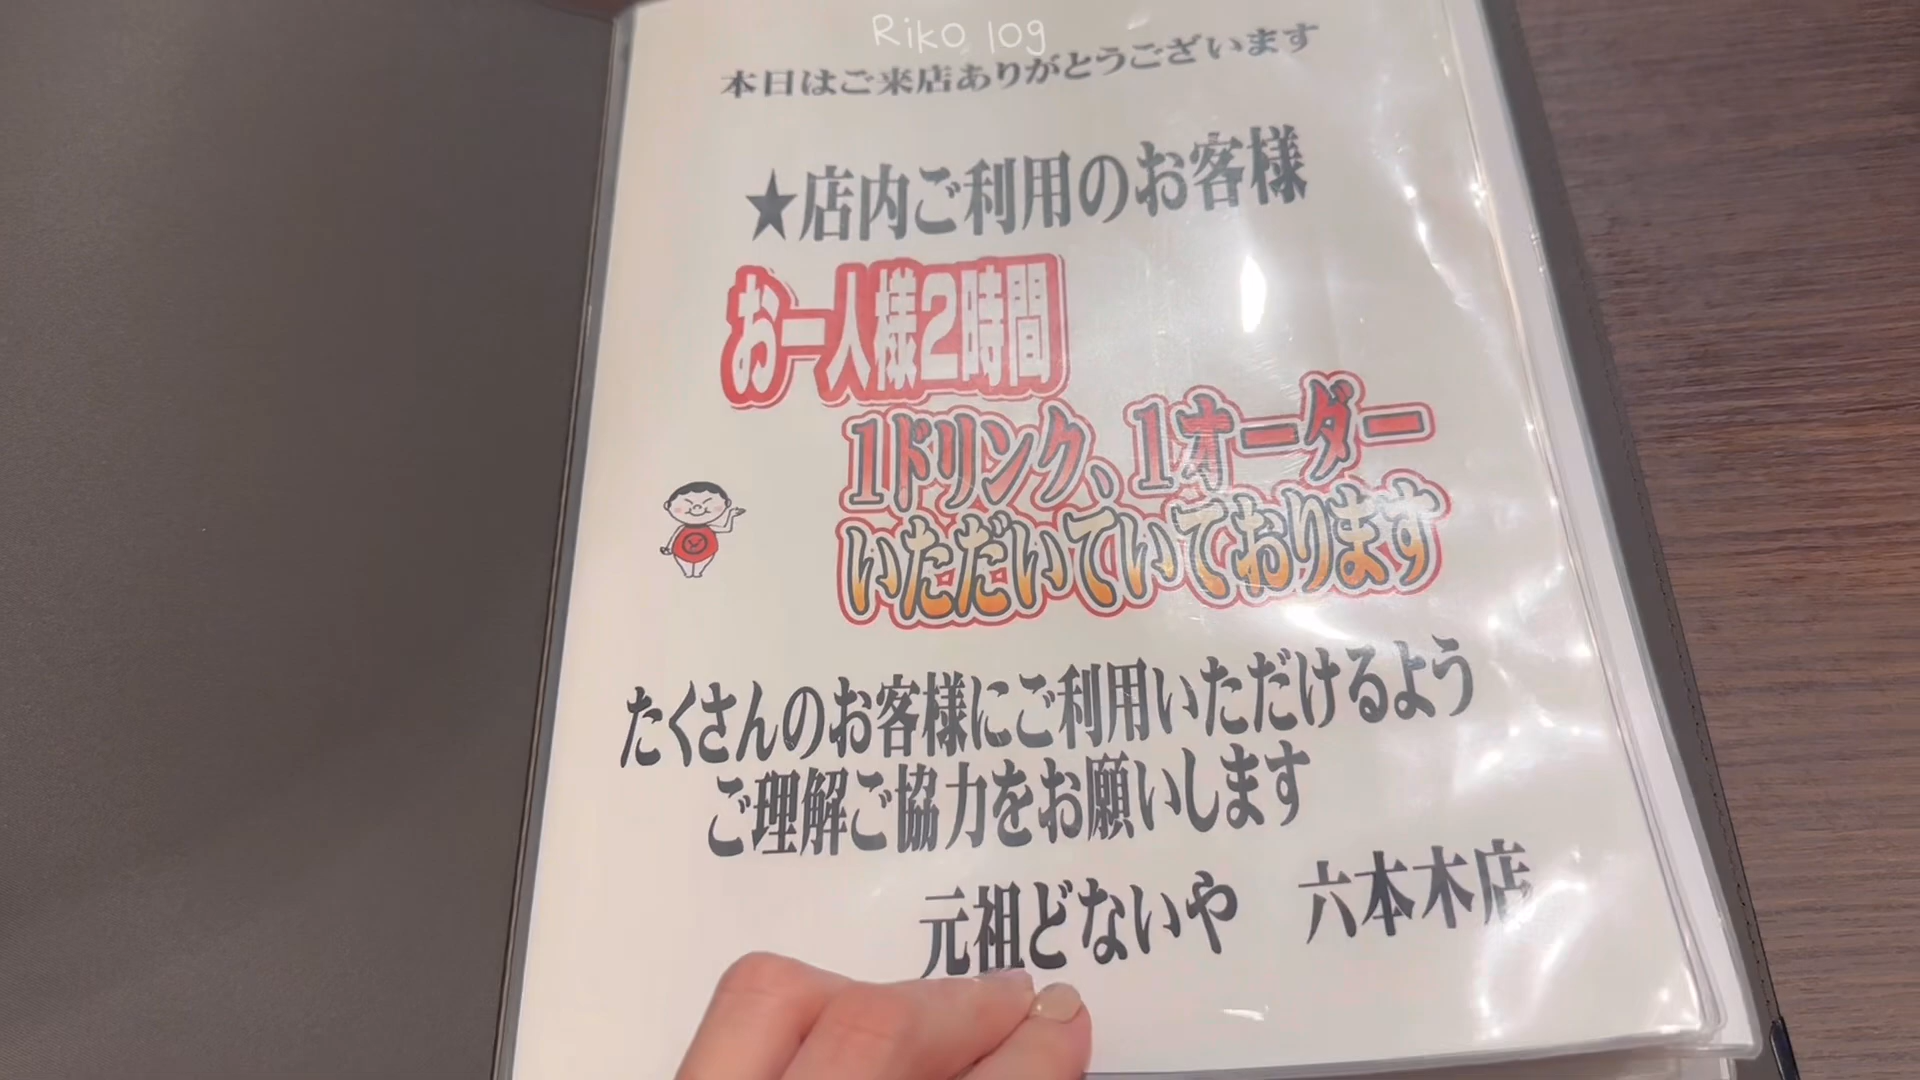 Riko log
本日はご来店ありがとうございます
★店内ご利用のお客様
お一人様2時間
1ドリンク、1オーダー
いただいていております
たくさんのお客様にご利用いただけるよう
ご理解ご協力をお願いします
元祖どないや 六本木店